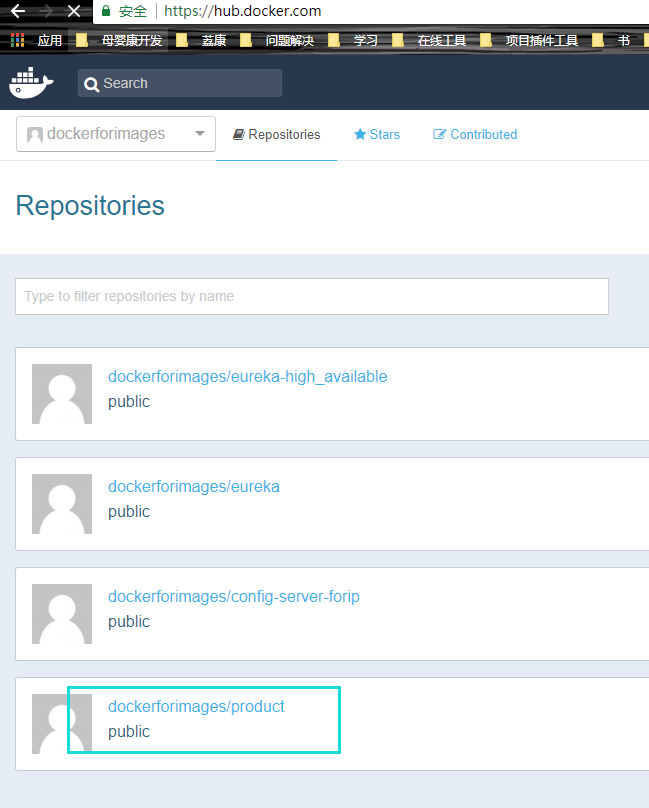 安全 https://hub.docker.com
应用 母婴康开发 荔康 问题解决 学习 在线工具 项目插件工具 书
Search
dockerforimages Repositories Stars Contributed
Repositories
Type to filter repositories by name
dockerforimages/eureka-high_available
public
dockerforimages/eureka
public
dockerforimages/config-server-forip
public
dockerforimages/product
public